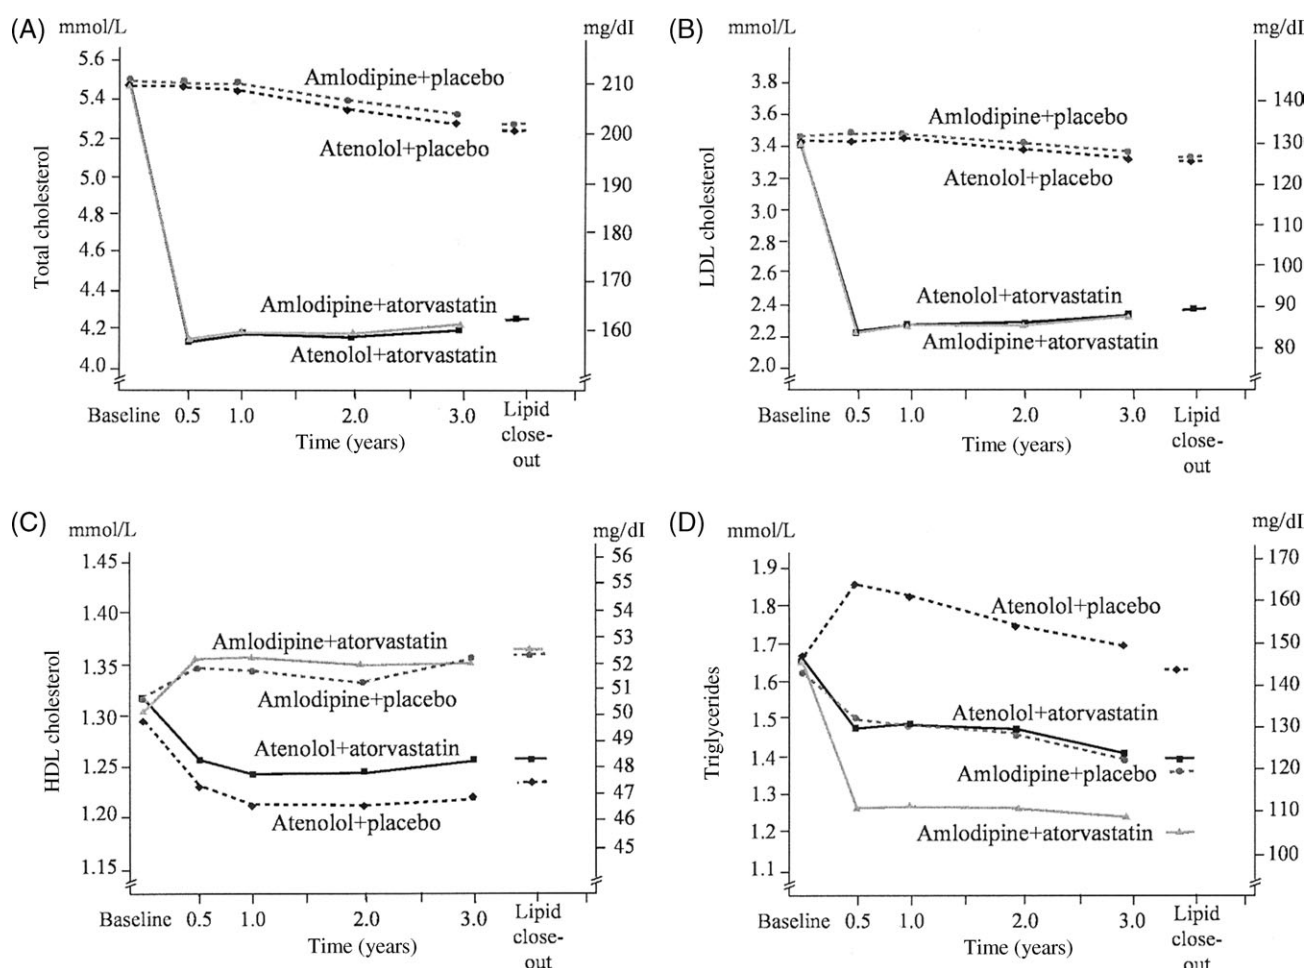 (A)
mmol/L
mg/dI
5.6
5.4
5.2
5.0
4.8
4.6
4.4
4.2
4.0
210
200
190
180
170
160
Total cholesterol
Amlodipine+placebo
Atenolol+placebo
Amlodipine+atorvastatin
Atenolol+atorvastatin
Baseline 0.5 1.0 2.0 3.0 Lipid
close-
out
Time (years)
(B)
mmol/L
mg/dI
3.8
3.6
3.4
3.2
3.0
2.8
2.6
2.4
2.2
2.0
140
130
120
110
100
90
80
LDL cholesterol
Amlodipine+placebo
Atenolol+placebo
Atenolol+atorvastatin
Amlodipine+atorvastatin
Baseline 0.5 1.0 2.0 3.0 Lipid
close-
out
Time (years)
(C)
mmol/L
mg/dI
1.45
1.40
1.35
1.30
1.25
1.20
1.15
56
55
54
53
52
51
50
49
48
47
46
45
HDL cholesterol
Amlodipine+atorvastatin
Amlodipine+placebo
Atenolol+atorvastatin
Atenolol+placebo
Baseline 0.5 1.0 2.0 3.0 Lipid
close-
out
Time (years)
(D)
mmol/L
mg/dI
1.9
1.8
1.7
1.6
1.5
1.4
1.3
1.2
1.1
170
160
150
140
130
120
110
100
Triglycerides
Atenolol+placebo
Atenolol+atorvastatin
Amlodipine+placebo
Amlodipine+atorvastatin
Baseline 0.5 1.0 2.0 3.0 Lipid
close-
out
Time (years)